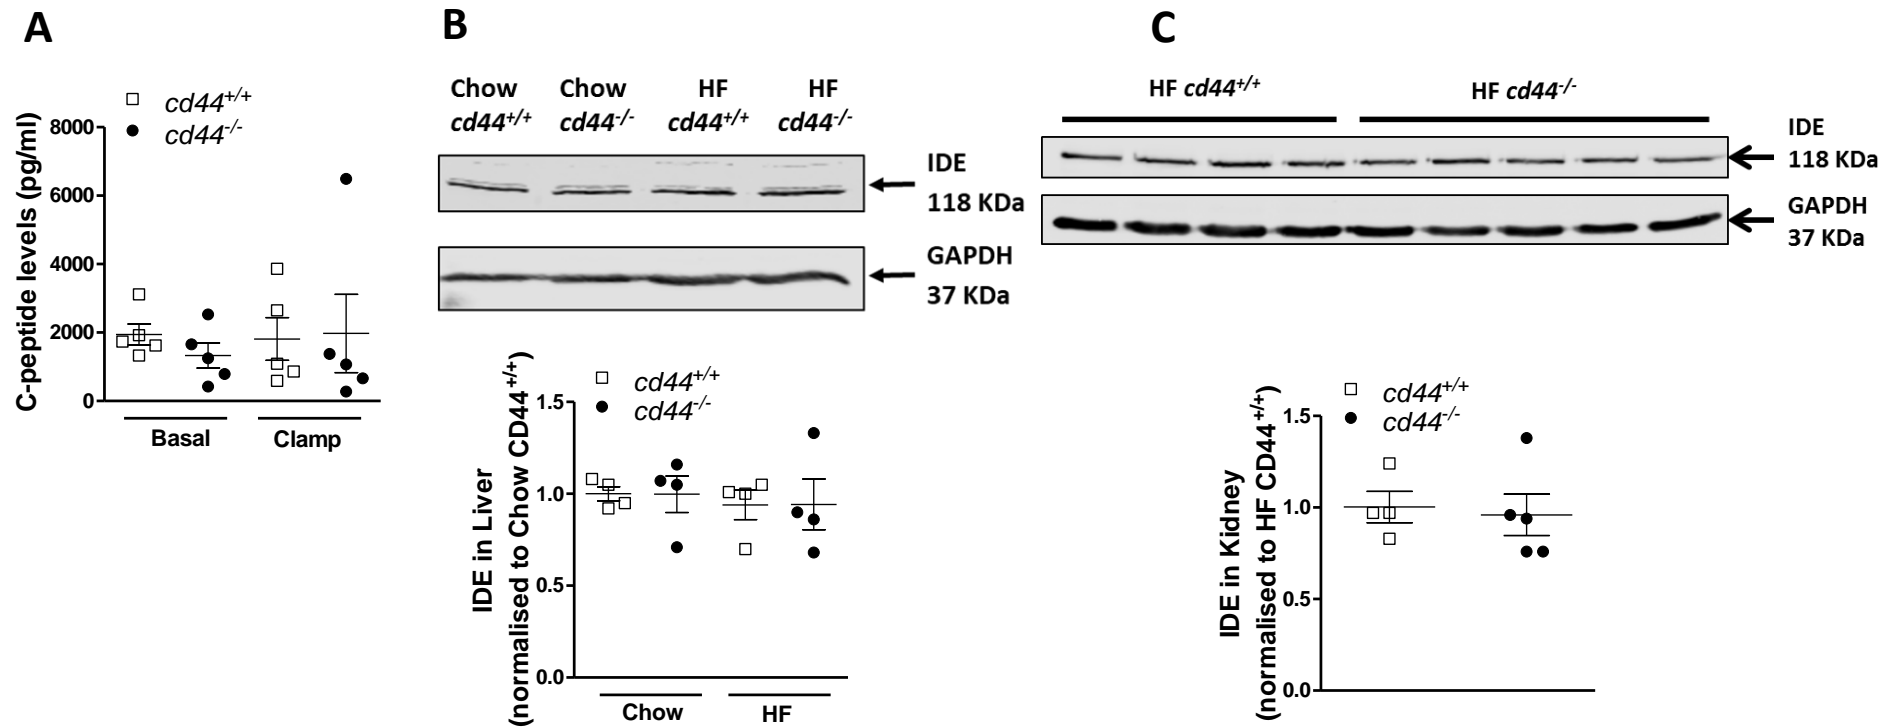 A
cd44+/+
cd44-/-
C-peptide levels (pg/ml)
8000
6000
4000
2000
0
Basal
Clamp
B
Chow
cd44+/+
Chow
cd44-/-
HF
cd44+/+
HF
cd44-/-
IDE
118 KDa
GAPDH
37 KDa
cd44+/+
cd44-/-
IDE in Liver
(normalised to Chow CD44+/+)
1.5
1.0
0.5
0.0
Chow
HF
C
HF cd44+/+
HF cd44-/-
IDE
118 KDa
GAPDH
37 KDa
cd44+/+
cd44-/-
IDE in Kidney
(normalised to HF CD44+/+)
1.5
1.0
0.5
0.0